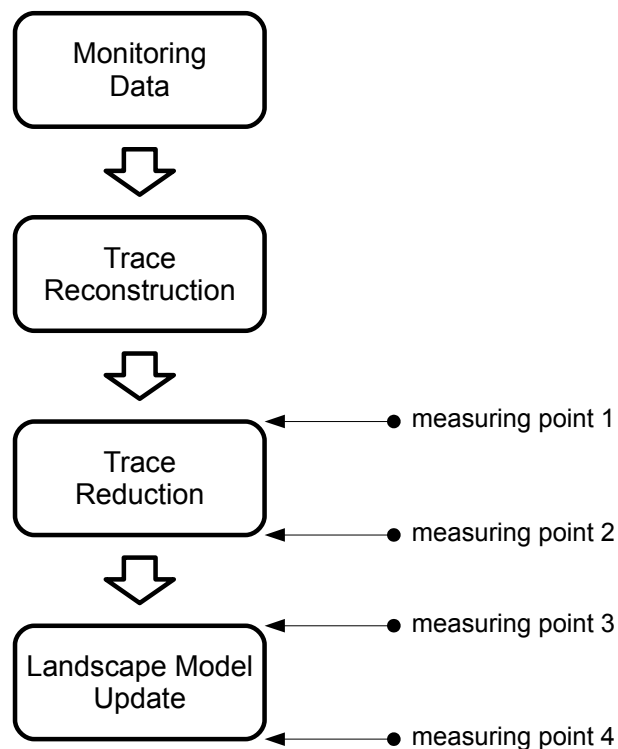 Monitoring
Data
Trace
Reconstruction
measuring point 1
Trace
Reduction
measuring point 2
measuring point 3
Landscape Model
Update
measuring point 4